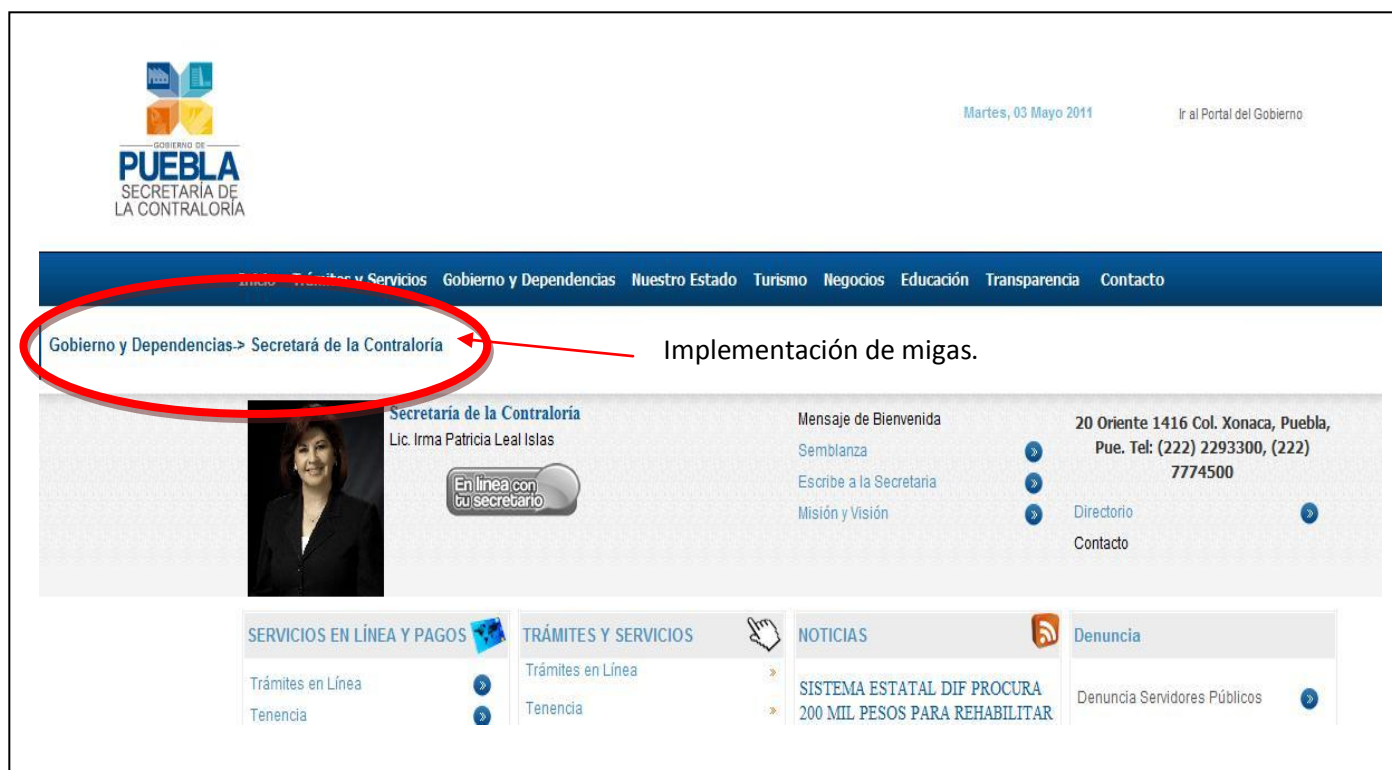 GOBIERNO DE
PUEBLA
SECRETARÍA DE
LA CONTRALORÍA
Martes, 03 Mayo 2011
Ir al Portal del Gobierno
Inicio Trámites y Servicios Gobierno y Dependencias Nuestro Estado Turismo Negocios Educación Transparencia Contacto
Gobierno y Dependencias-> Secretará de la Contraloría
Implementación de migas.
Secretaría de la Contraloría
Lic. Irma Patricia Leal Islas
En linea con
tu secretario
Mensaje de Bienvenida
Semblanza
Escribe a la Secretaria
Misión y Visión
20 Oriente 1416 Col. Xonaca, Puebla,
Pue. Tel: (222) 2293300, (222)
7774500
Directorio
Contacto
SERVICIOS EN LÍNEA Y PAGOS
Trámites en Línea
Tenencia
TRÁMITES Y SERVICIOS
Trámites en Línea
Tenencia
NOTICIAS
SISTEMA ESTATAL DIF PROCURA
200 MIL PESOS PARA REHABILITAR
Denuncia
Denuncia Servidores Públicos